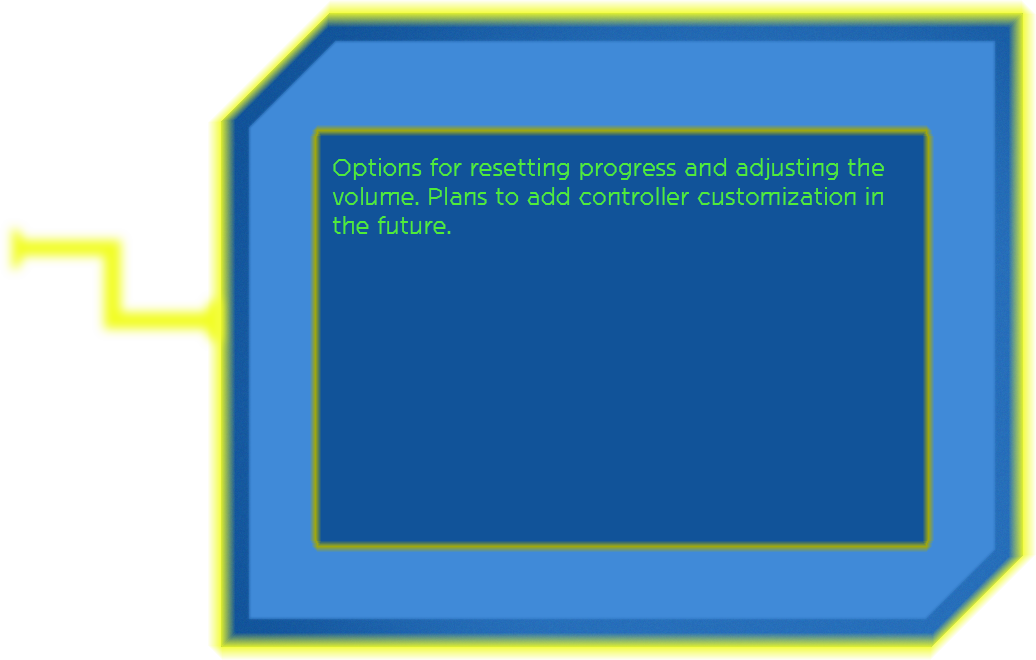 Options for resetting progress and adjusting the
volume. Plans to add controller customization in
the future.